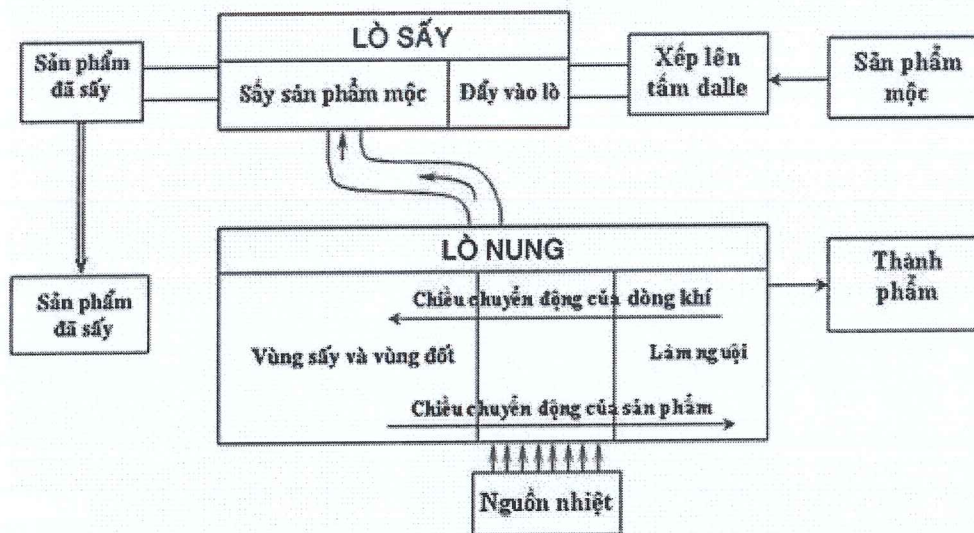 LÒ SẤY
Sản phẩm
đã sấy
Sấy sản phẩm mộc
Đẩy vào lò
Xếp lên
tấm dalle
Sản phẩm
mộc
LÒ NUNG
Thành
phẩm
Sản phẩm
đã sấy
Chiều chuyển động của dòng khí
Vùng sấy và vùng đốt
Làm nguội
Chiều chuyển động của sản phẩm
Nguồn nhiệt